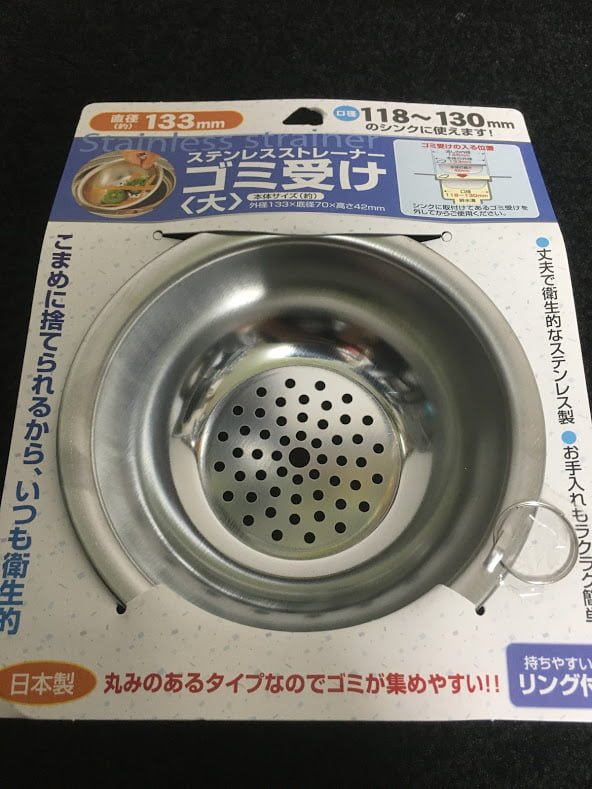 直径(約) 133mm
口径 118〜130mm
のシンクに使えます!
Stainless strainer
ステンレスストレーナー
ゴミ受け
〈大〉
本体サイズ(約)
外径133×底径70×高さ42mm
ゴミ受けの入る位置
口径
118〜130mm
排水溝
シンクに取付けてあるゴミ受けを
外してからご使用ください。
こまめに捨てられるから、いつも衛生的
●丈夫で衛生的なステンレス製
●お手入れもラクラク簡単
日本製
丸みのあるタイプなのでゴミが集めやすい!!
持ちやすい
リング付